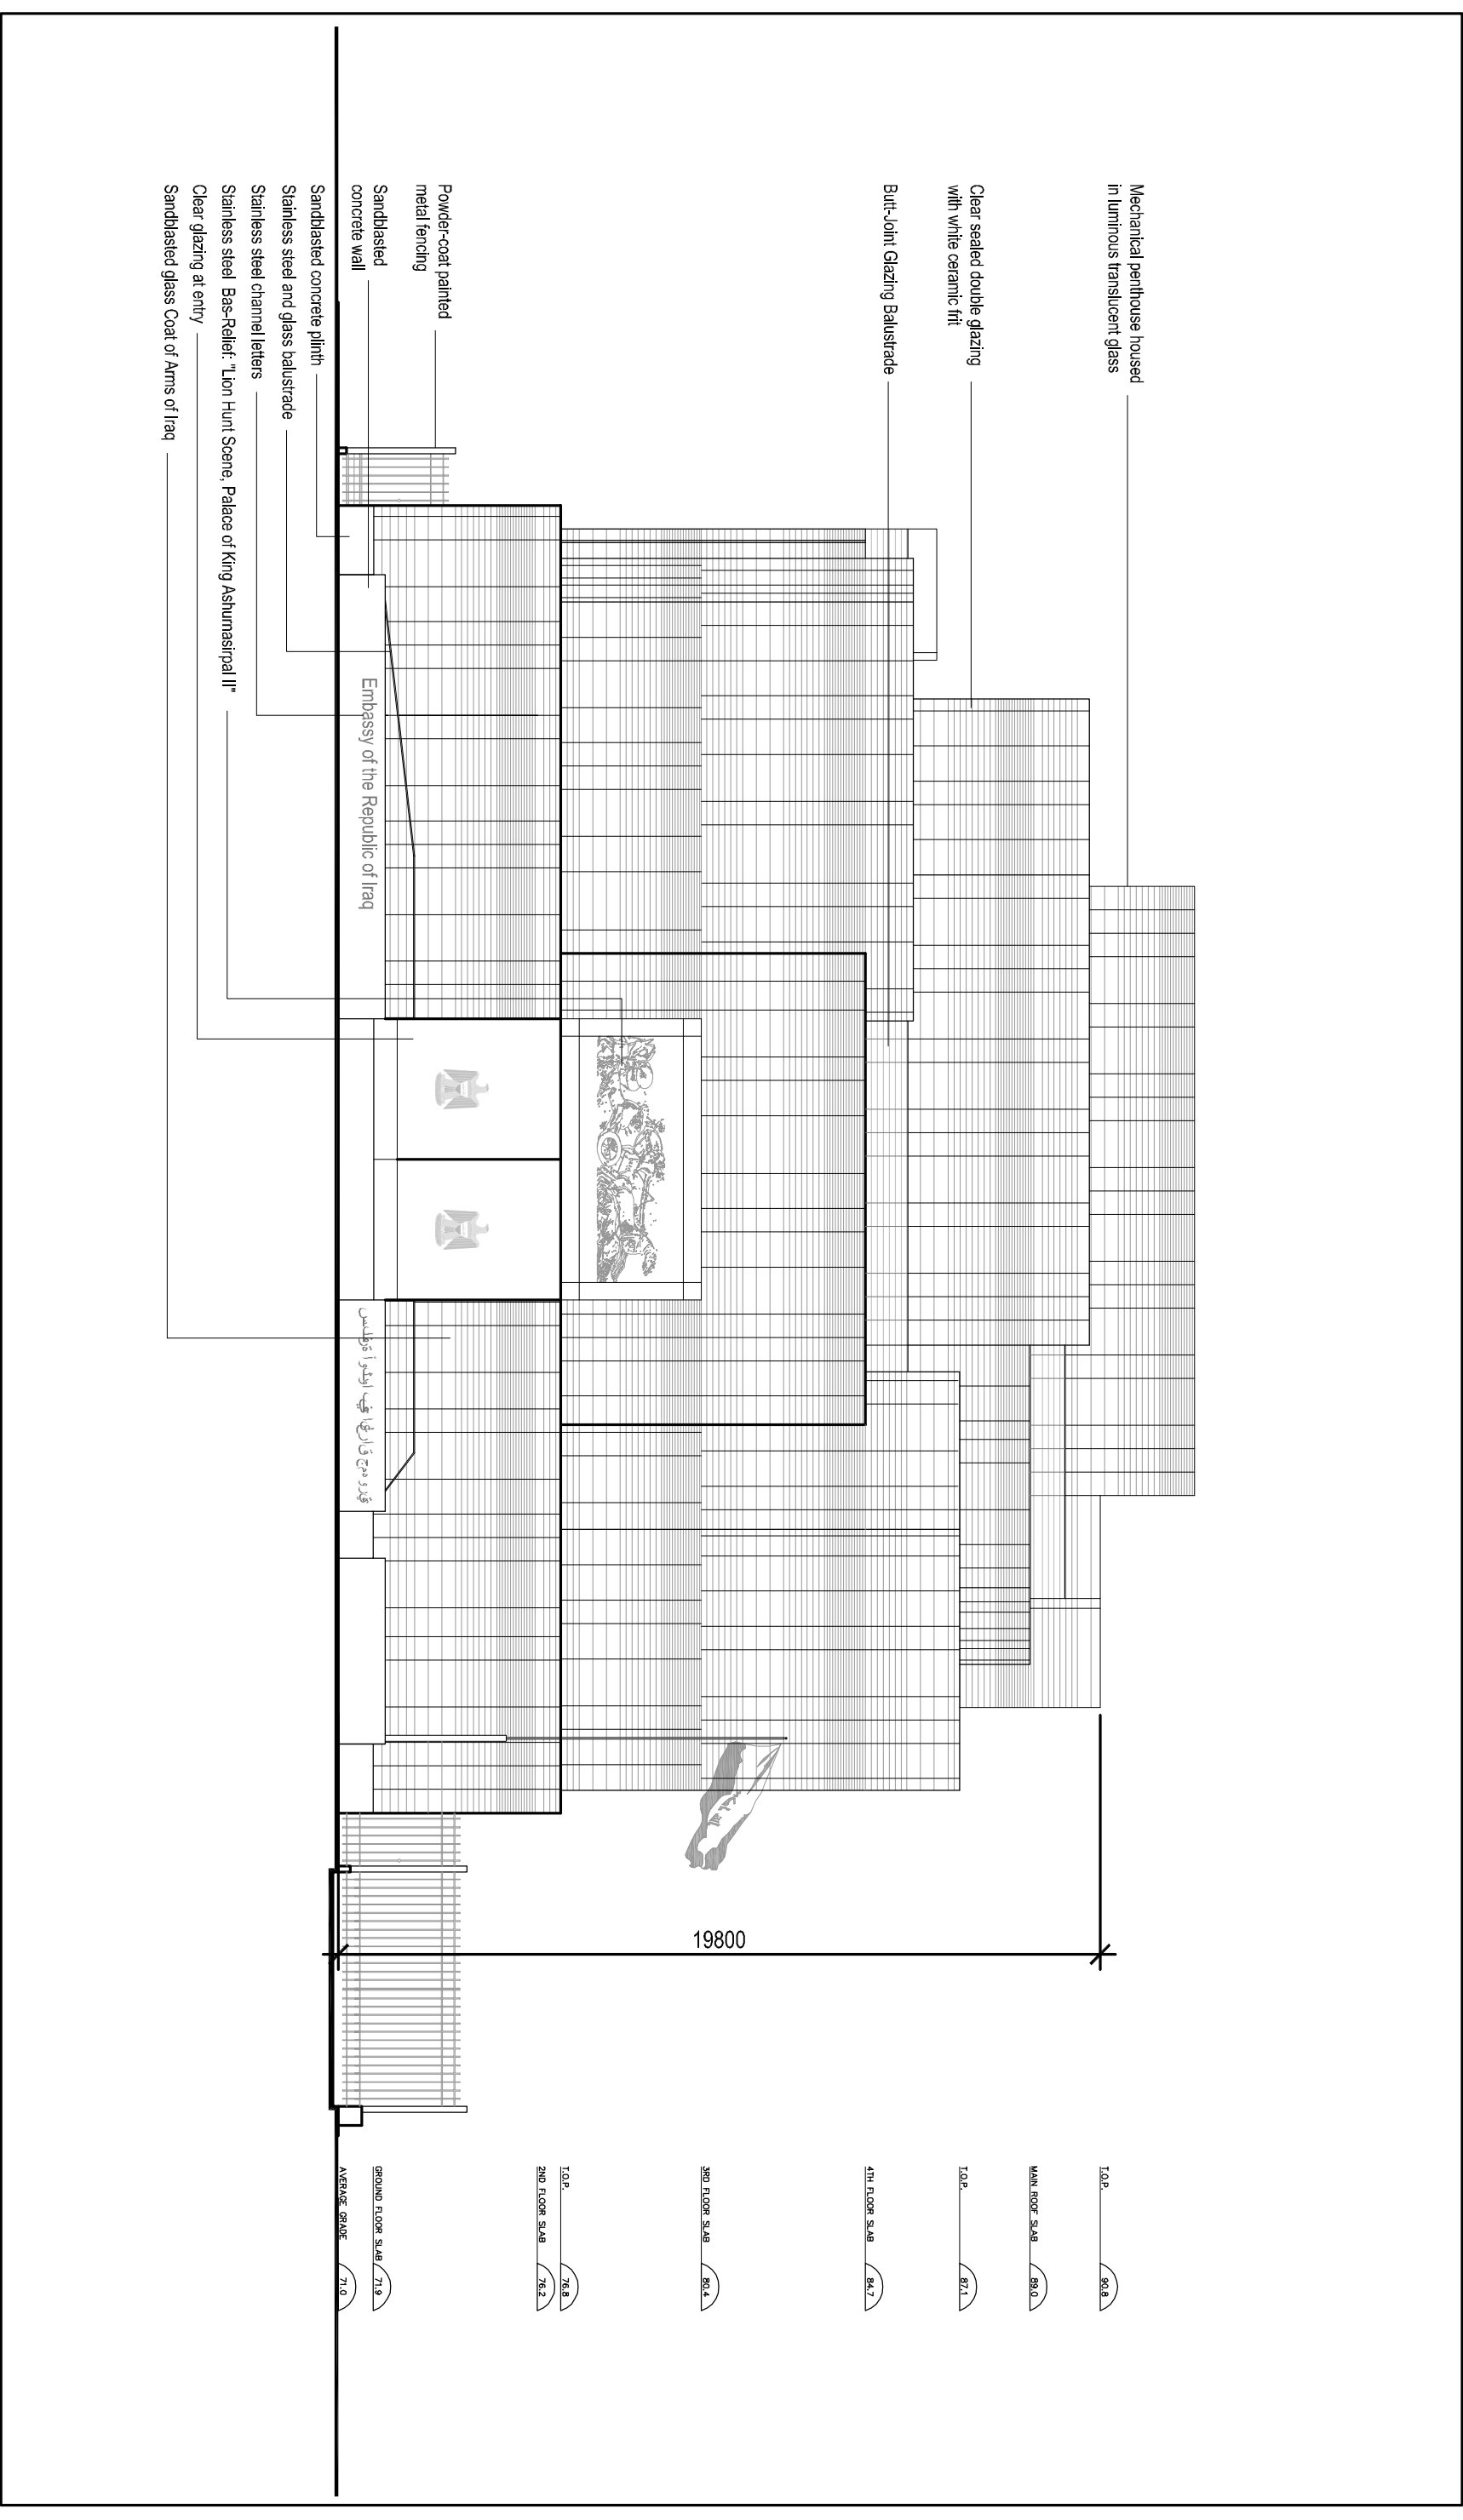 Mechanical penthouse housed
in luminous translucent glass
Clear sealed double glazing
with white ceramic frit
Butt-Joint Glazing Balustrade
Powder-coat painted
metal fencing
Sandblasted
concrete wall
Sandblasted concrete plinth
Stainless steel and glass balustrade
Stainless steel channel letters
Stainless steel Bas-Relief: "Lion Hunt Scene, Palace of King Ashurnasirpal II"
Clear glazing at entry
Sandblasted glass Coat of Arms of Iraq
Embassy of the Republic of Iraq
19800
T.O.P. 90.8
MAIN ROOF SLAB 89.0
T.O.P. 87.1
4TH FLOOR SLAB 84.7
3RD FLOOR SLAB 80.4
T.O.P. 76.8
2ND FLOOR SLAB 76.2
GROUND FLOOR SLAB 71.9
AVERAGE GRADE 71.0